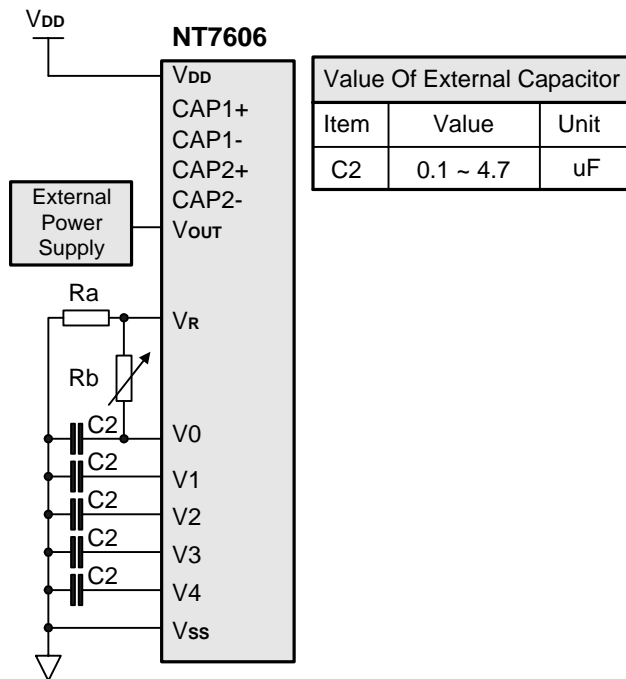 VDD
NT7606
VDD
CAP1+
CAP1-
CAP2+
CAP2-
VOUT
VR
V0
V1
V2
V3
V4
Vss
External
Power
Supply
Ra
Rb
C2
C2
C2
C2
C2
Value Of External Capacitor
Item Value Unit
C2 0.1 ~ 4.7 uF